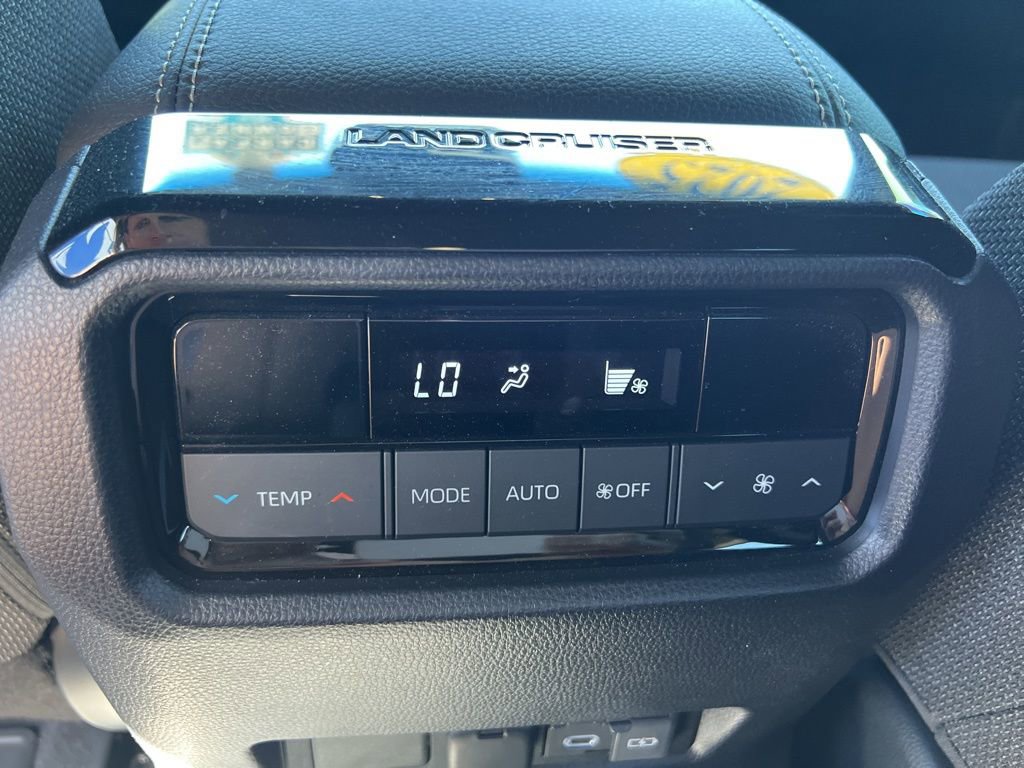 LAND CRUISER
LO
TEMP MODE AUTO OFF